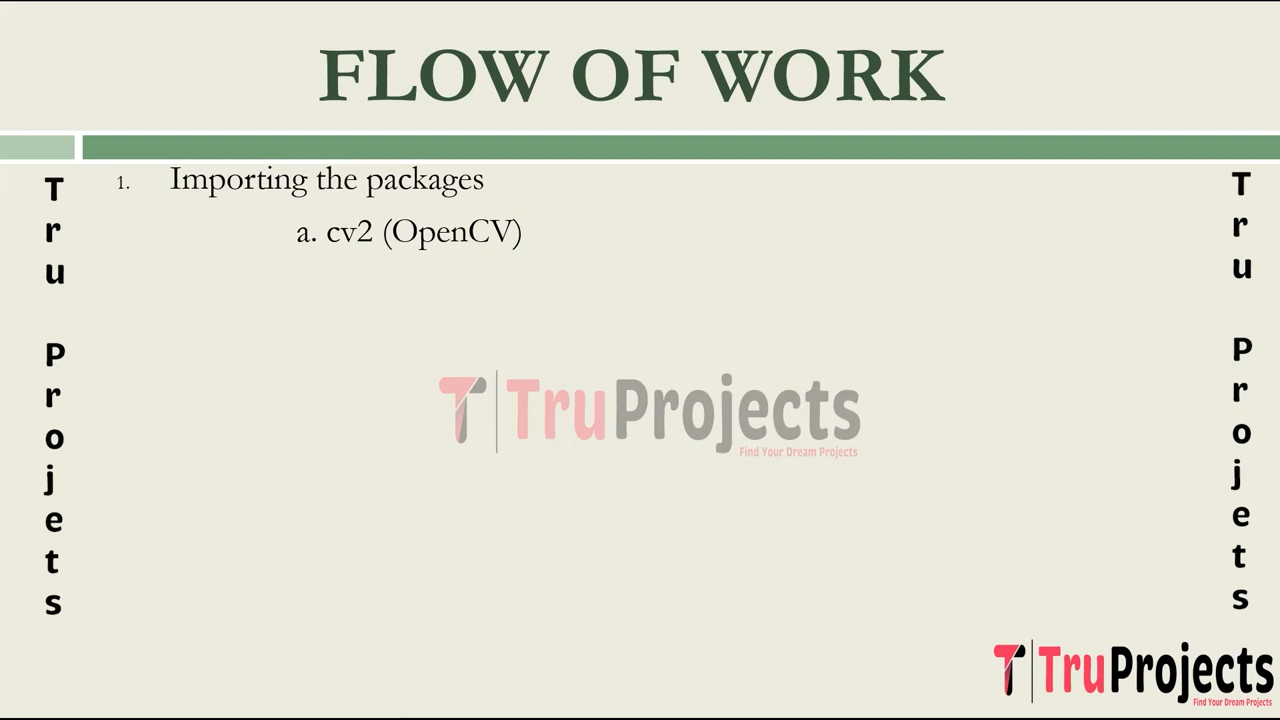 FLOW OF WORK
1. Importing the packages
a. cv2 (OpenCV)
Tru Projets
Tru Projets
T TruProjects
Find Your Dream Projects
T TruProjects
Find Your Dream Projects